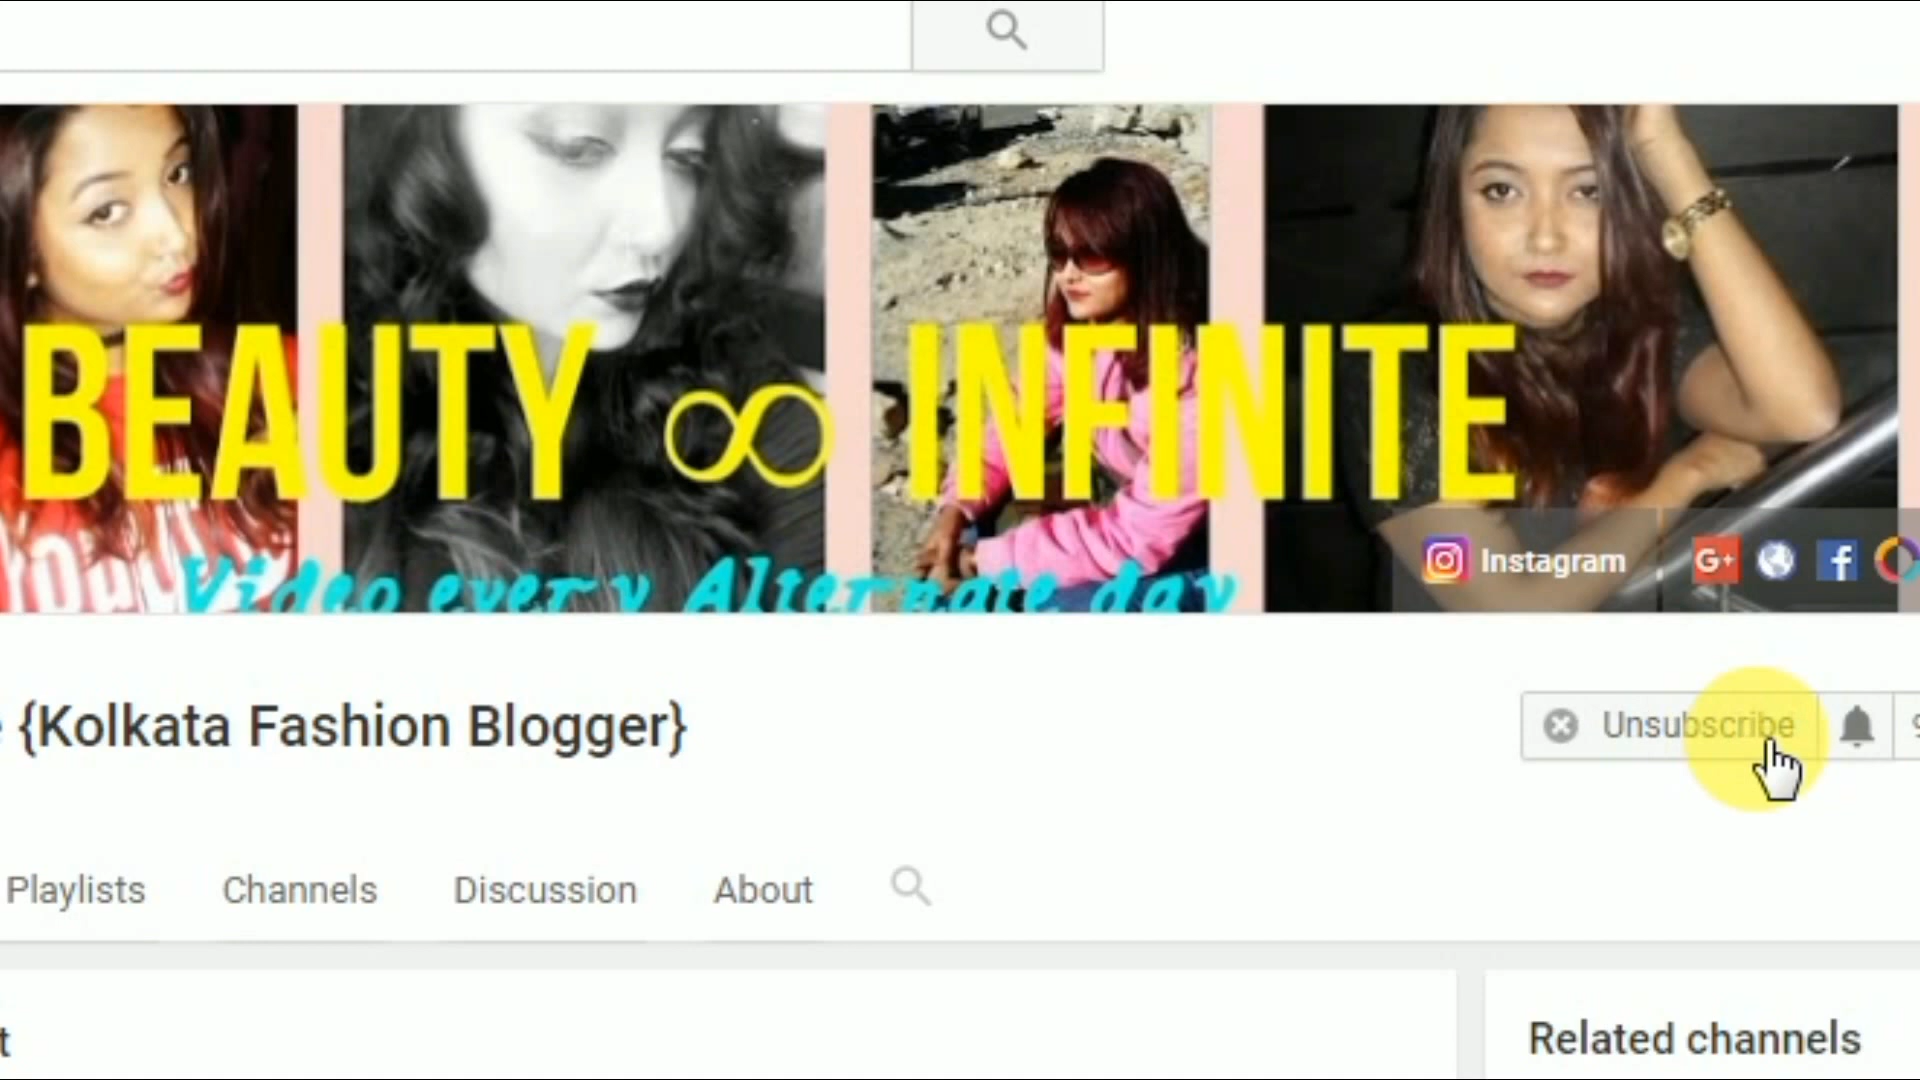 BEAUTY ∞ INFINITE
Video every Alternate day
Instagram
G+
{Kolkata Fashion Blogger}
Unsubscribe
Playlists Channels Discussion About
Related channels